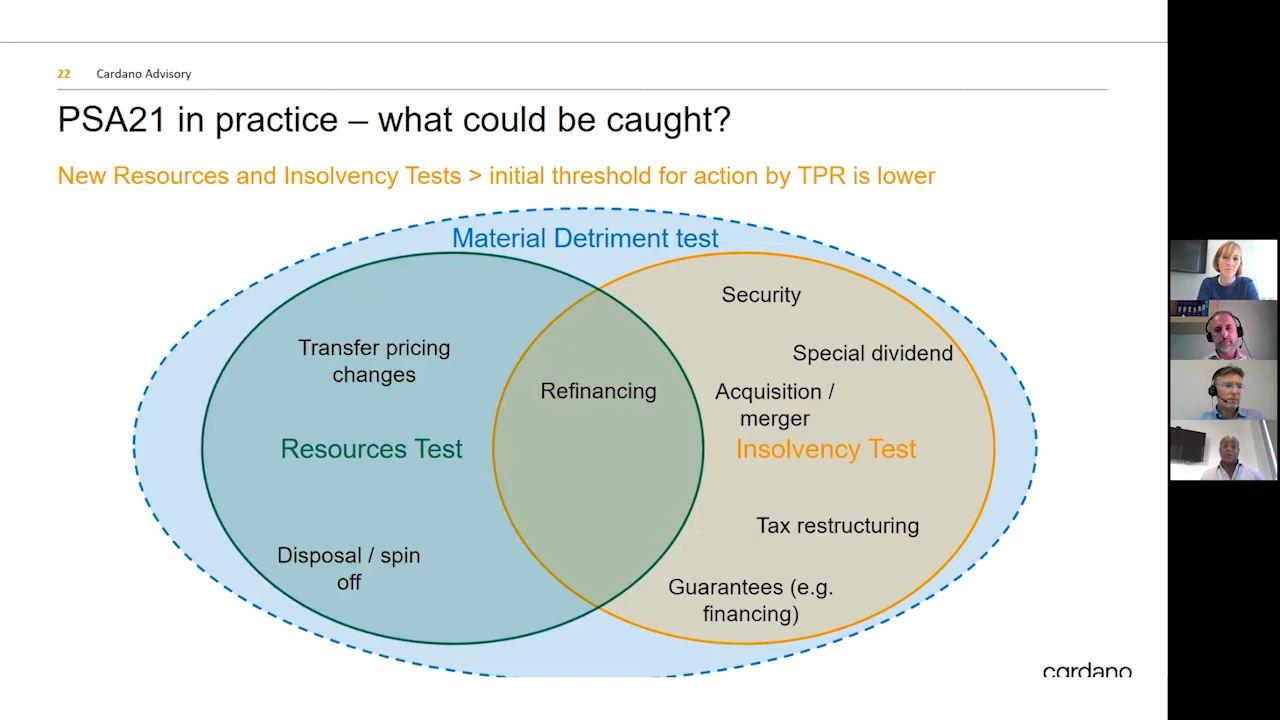 22 Cardano Advisory
PSA21 in practice – what could be caught?
New Resources and Insolvency Tests > initial threshold for action by TPR is lower
Material Detriment test
Security
Transfer pricing
changes
Special dividend
Refinancing
Acquisition /
merger
Resources Test
Insolvency Test
Tax restructuring
Disposal / spin
off
Guarantees (e.g.
financing)
cardano